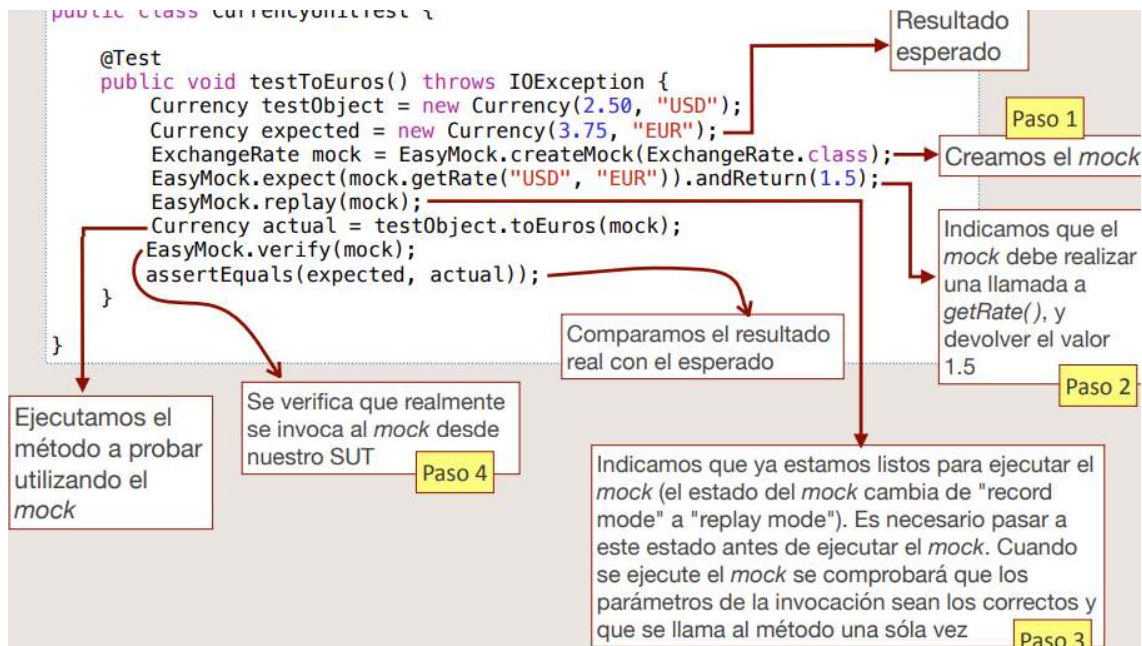 public class CurrencyUnitTest {
@Test
public void testToEuros() throws IOException {
Currency testObject = new Currency(2.50, "USD");
Currency expected = new Currency(3.75, "EUR");
ExchangeRate mock = EasyMock.createMock(ExchangeRate.class);
EasyMock.expect(mock.getRate("USD", "EUR")).andReturn(1.5);
EasyMock.replay(mock);
Currency actual = testObject.toEuros(mock);
EasyMock.verify(mock);
assertEquals(expected, actual));
}
}
Resultado
esperado
Paso 1
Creamos el mock
Indicamos que el
mock debe realizar
una llamada a
getRate(), y
devolver el valor
1.5
Paso 2
Comparamos el resultado
real con el esperado
Se verifica que realmente
se invoca al mock desde
nuestro SUT
Paso 4
Ejecutamos el
método a probar
utilizando el
mock
Indicamos que ya estamos listos para ejecutar el
mock (el estado del mock cambia de "record
mode" a "replay mode"). Es necesario pasar a
este estado antes de ejecutar el mock. Cuando
se ejecute el mock se comprobará que los
parámetros de la invocación sean los correctos y
que se llama al método una sóla vez
Paso 3